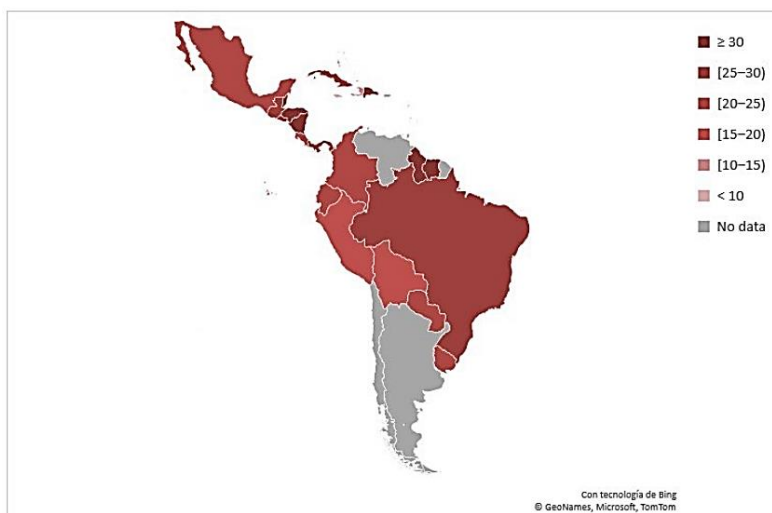 ≥ 30
[25–30)
[20–25)
[15–20)
[10–15)
< 10
No data
Con tecnología de Bing
© GeoNames, Microsoft, TomTom